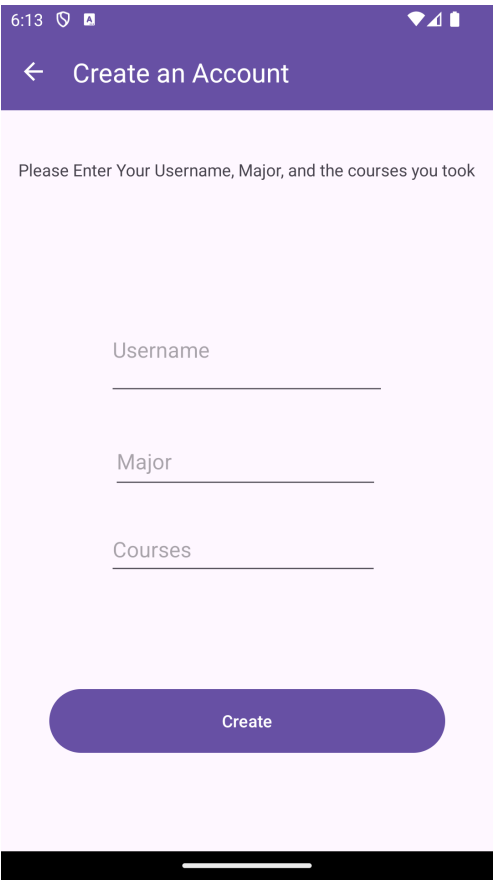 6:13
Create an Account
Please Enter Your Username, Major, and the courses you took
Username
Major
Courses
Create